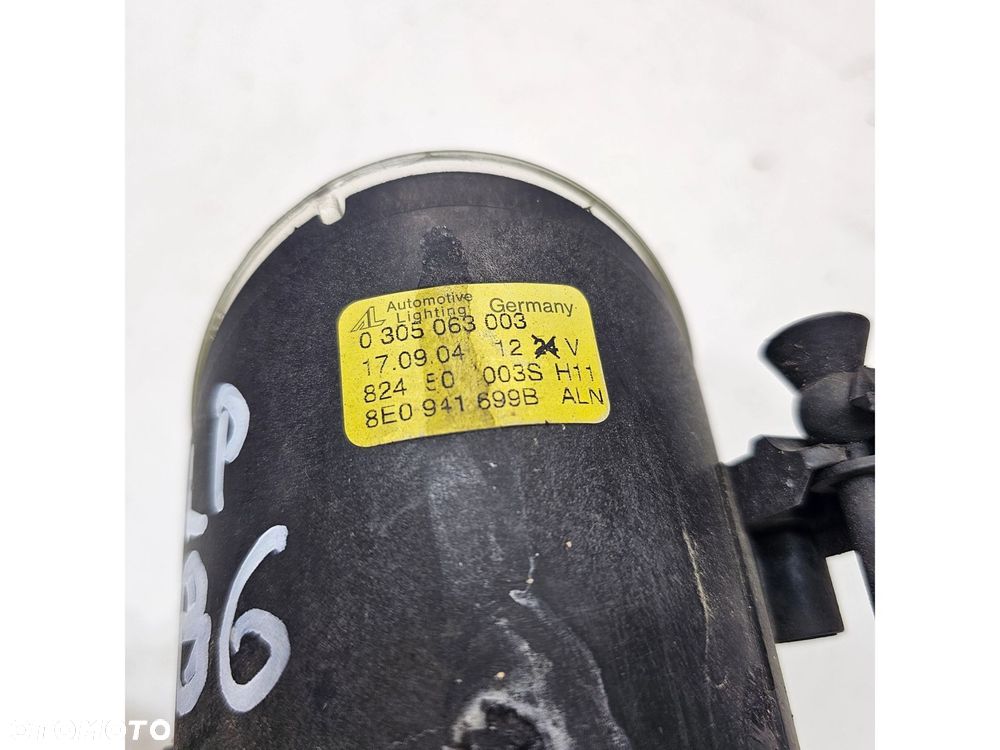 AL Automotive Lighting Germany
0 305 063 003
17.09.04 12 24 V
824 50 003S H11
8E0 941 699B ALN
LP
B6
OTOMOTO